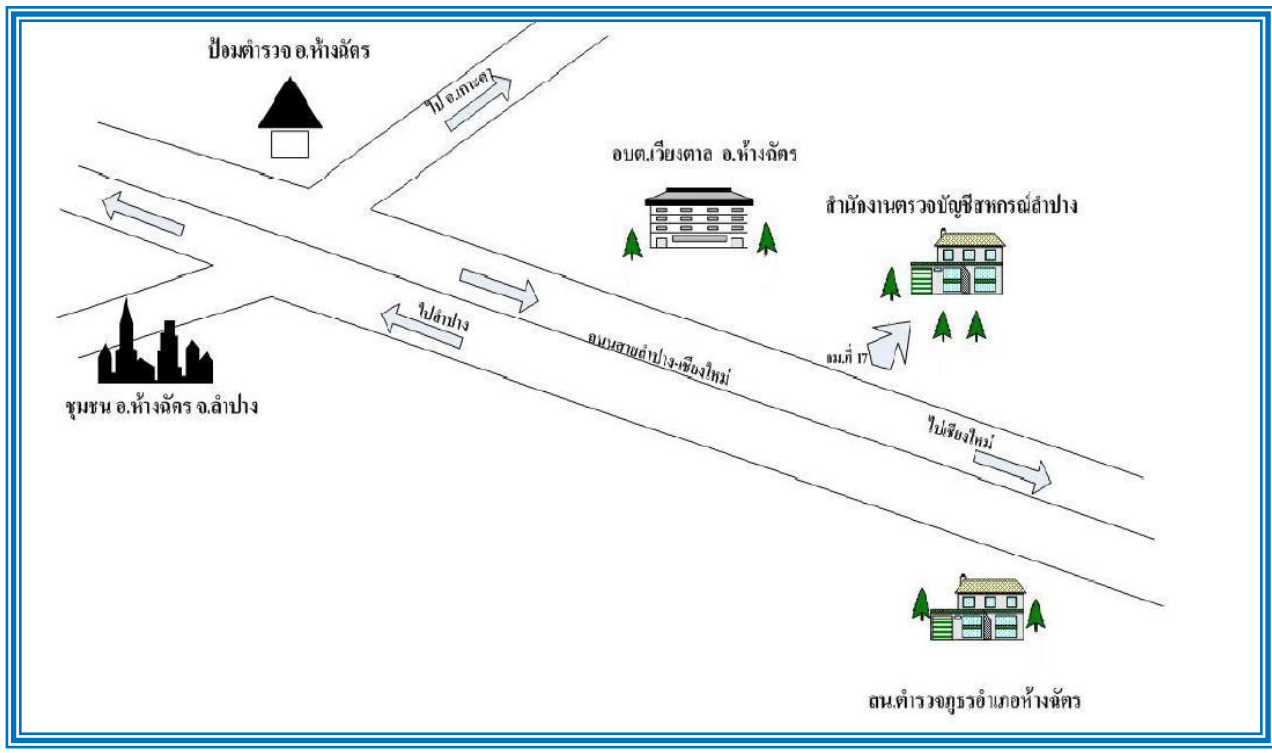 ป้อมตำรวจ อ.ห้างฉัตร
ไป อ.เกาะคา
อบต.เวียงตาล อ.ห้างฉัตร
สำนักงานตรวจบัญชีสหกรณ์ลำปาง
ไปลำปาง
ถนนสายลำปาง-เชียงใหม่
กม.ที่ 17
ชุมชน อ.ห้างฉัตร จ.ลำปาง
ไปเชียงใหม่
สน.ตำรวจภูธรอำเภอห้างฉัตร